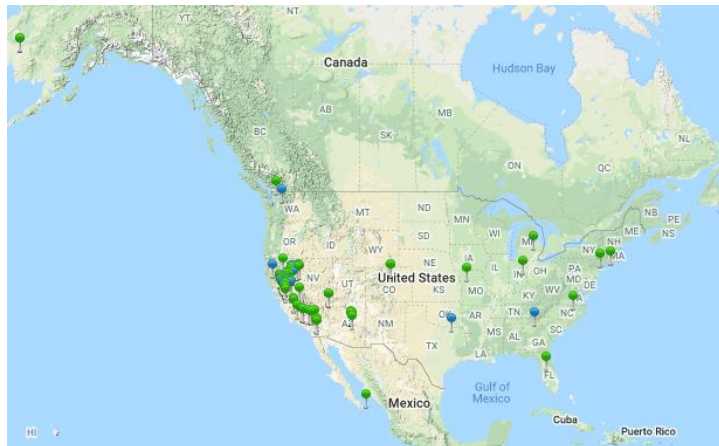 NT
YT
Canada
Hudson Bay
NL
AB
MB
BC
SK
ON
QC
NB
PE
WA
MT
ND
MN
ME
NS
OR
ID
SD
WI
MI
NY
NH
MA
WY
IA
NV
IL
IN
OH
PA
UT
United States
MD
DE
CO
KS
MO
WV
KY
VA
OK
TN
NC
AZ
NM
AR
SC
MS
AL
GA
TX
LA
FL
Gulf of
Mexico
Mexico
HI
Cuba
Puerto Rico